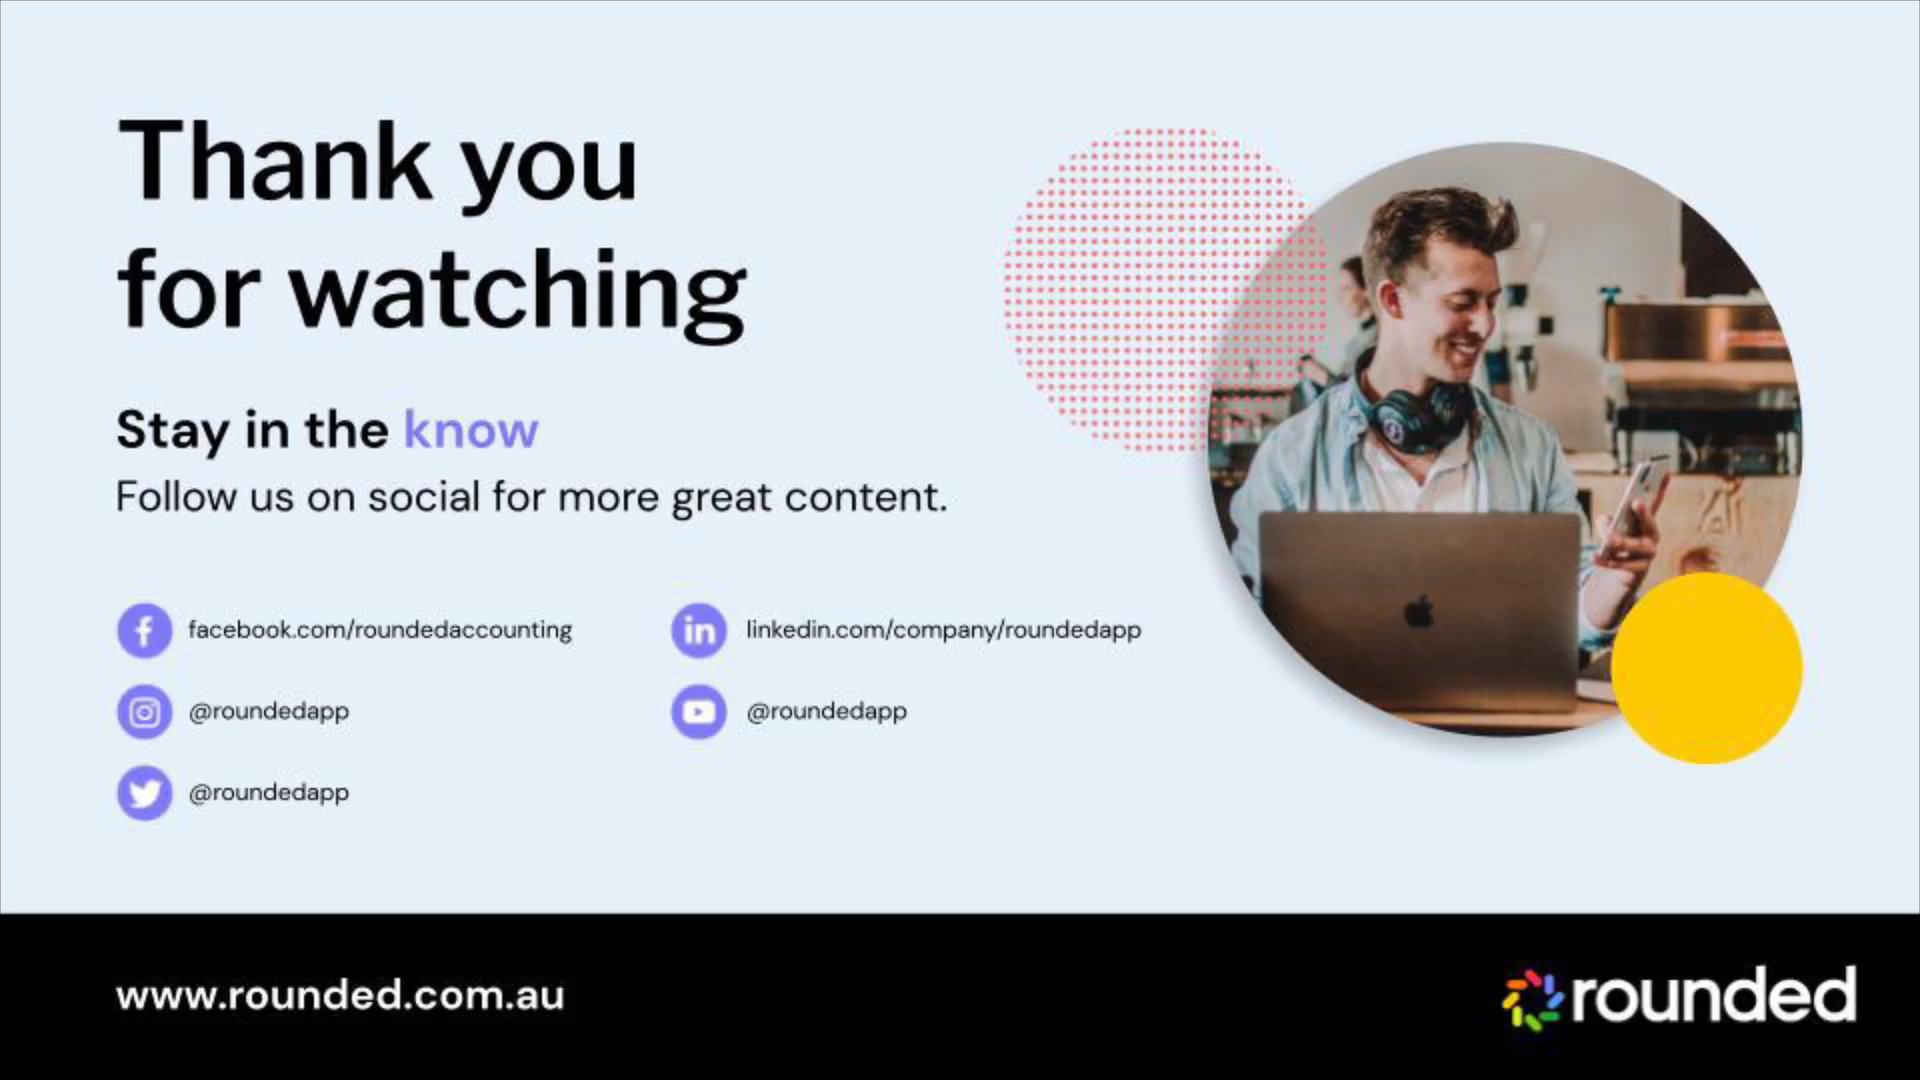 Thank you
for watching
Stay in the know
Follow us on social for more great content.
facebook.com/roundedaccounting
linkedin.com/company/roundedapp
@roundedapp
@roundedapp
@roundedapp
www.rounded.com.au
rounded